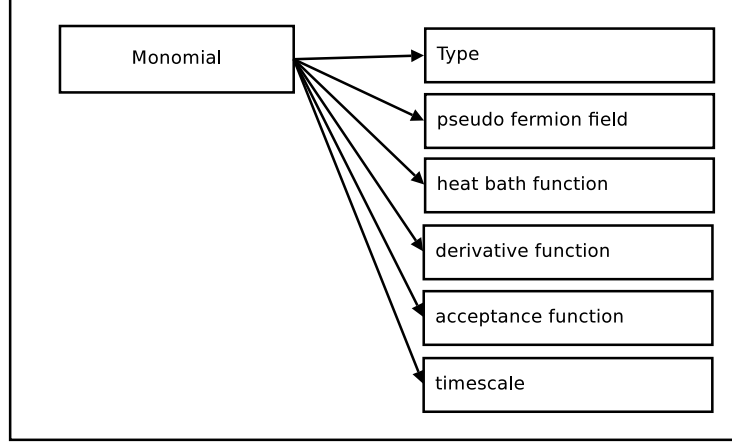 Monomial
Type
pseudo fermion field
heat bath function
derivative function
acceptance function
timescale